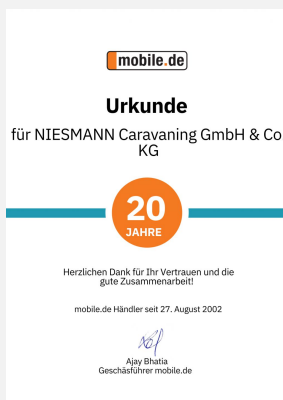 mobile.de
Urkunde
für NIESMANN Caravaning GmbH & Co
KG
20
JAHRE
Herzlichen Dank für Ihr Vertrauen und die
gute Zusammenarbeit!
mobile.de Händler seit 27. August 2002
Ajay Bhatia
Geschäsführer mobile.de